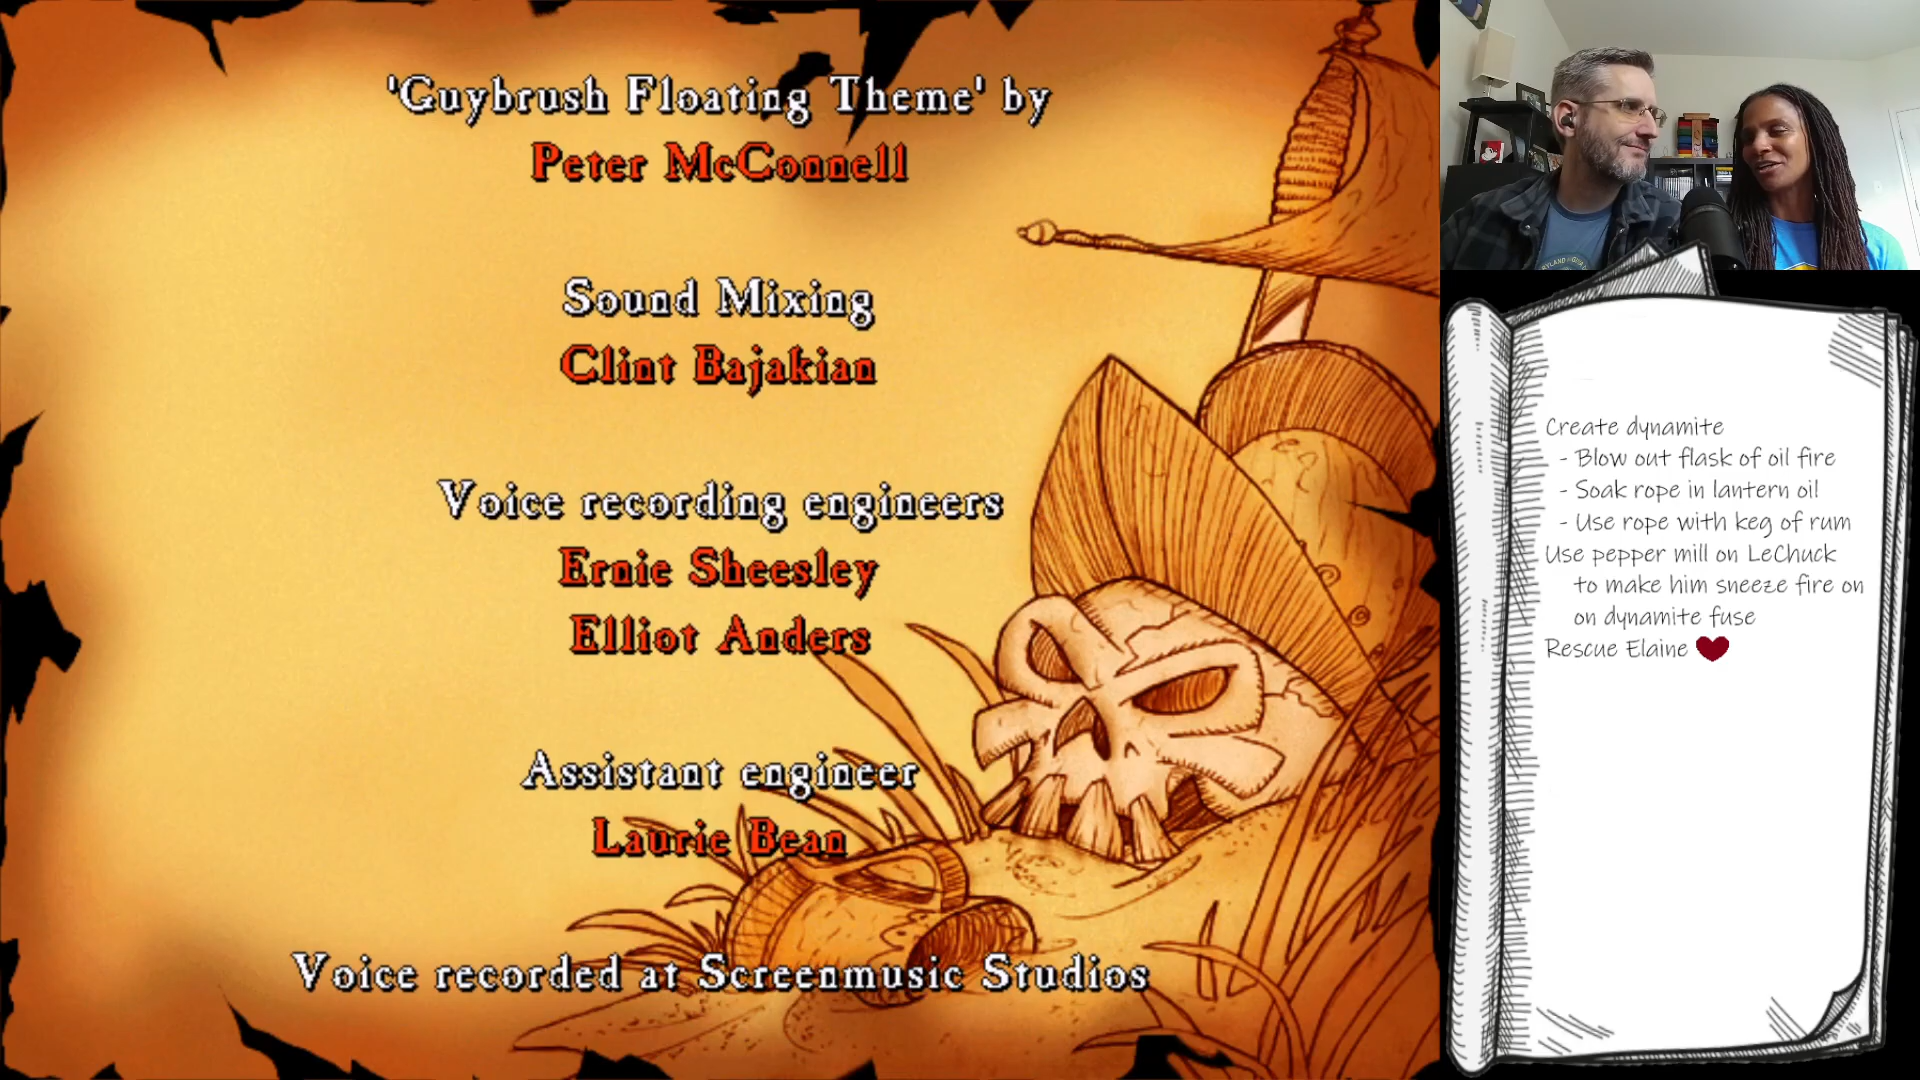 'Guybrush Floating Theme' by
Peter McConnell
Sound Mixing
Clint Bajakian
Voice recording engineers
Ernie Sheesley
Elliot Anders
Assistant engineer
Laurie Bean
Voice recorded at Screenmusic Studios
Create dynamite
- Blow out flask of oil fire
- Soak rope in lantern oil
- Use rope with keg of rum
Use pepper mill on LeChuck
to make him sneeze fire on
on dynamite fuse
Rescue Elaine